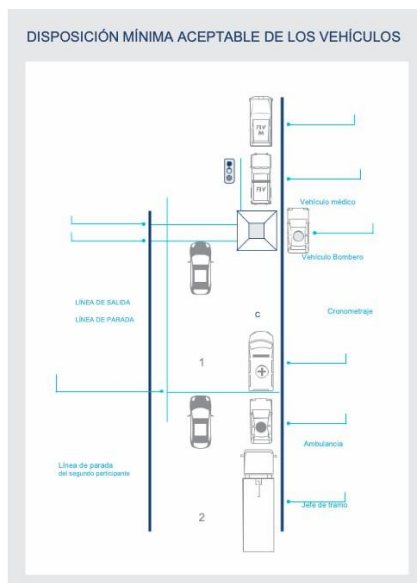 DISPOSICIÓN MÍNIMA ACEPTABLE DE LOS VEHÍCULOS
Vehículo médico
Vehículo Bombero
LÍNEA DE SALIDA
Cronometraje
C
LÍNEA DE PARADA
1
Ambulancia
Línea de parada
del segundo participante
Jefe de tramo
2